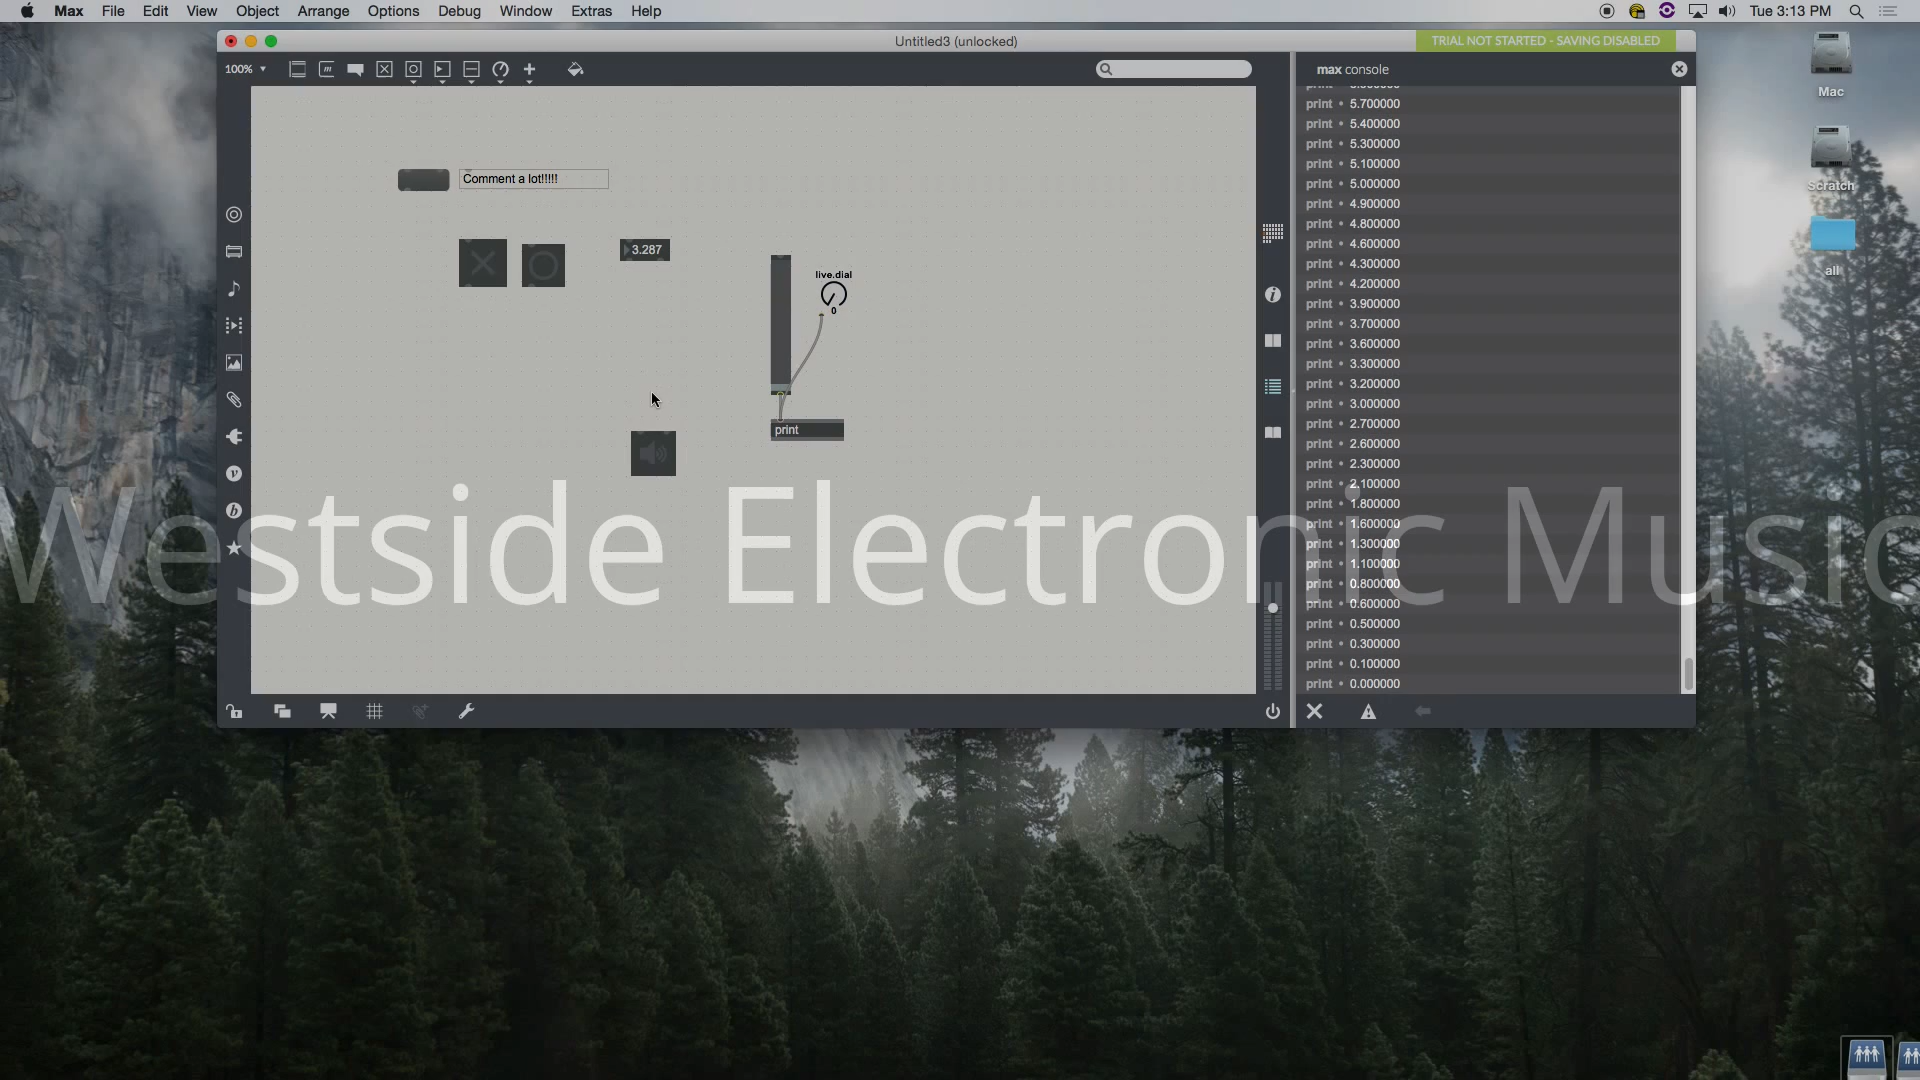 Max File Edit View Object Arrange Options Debug Window Extras Help
Tue 3:13 PM
Untitled3 (unlocked)
TRIAL NOT STARTED - SAVING DISABLED
100%
max console
Mac
Scratch
all
Comment a lot!!!!!
3.287
live.dial
0
print
print • 5.700000
print • 5.400000
print • 5.300000
print • 5.100000
print • 5.000000
print • 4.900000
print • 4.800000
print • 4.600000
print • 4.300000
print • 4.200000
print • 3.900000
print • 3.700000
print • 3.600000
print • 3.300000
print • 3.200000
print • 3.000000
print • 2.700000
print • 2.600000
print • 2.300000
print • 2.100000
print • 1.800000
print • 1.600000
print • 1.300000
print • 1.100000
print • 0.800000
print • 0.600000
print • 0.500000
print • 0.300000
print • 0.100000
print • 0.000000
Westside Electronic Music